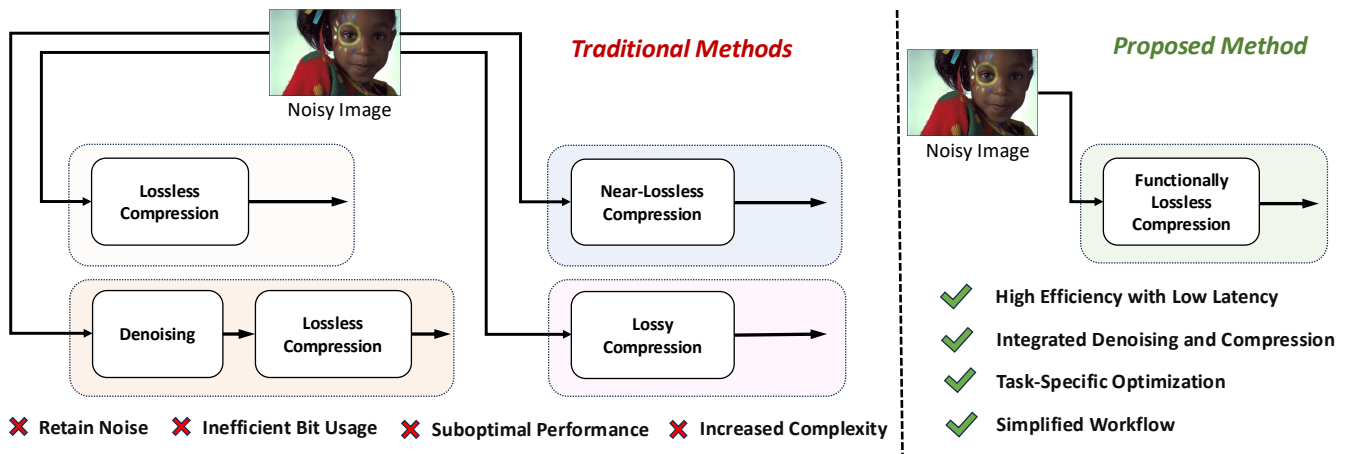 Traditional Methods
Noisy Image
Lossless
Compression
Near-Lossless
Compression
Denoising
Lossless
Compression
Lossy
Compression
Retain Noise
Inefficient Bit Usage
Suboptimal Performance
Increased Complexity
Proposed Method
Noisy Image
Functionally
Lossless
Compression
High Efficiency with Low Latency
Integrated Denoising and Compression
Task-Specific Optimization
Simplified Workflow